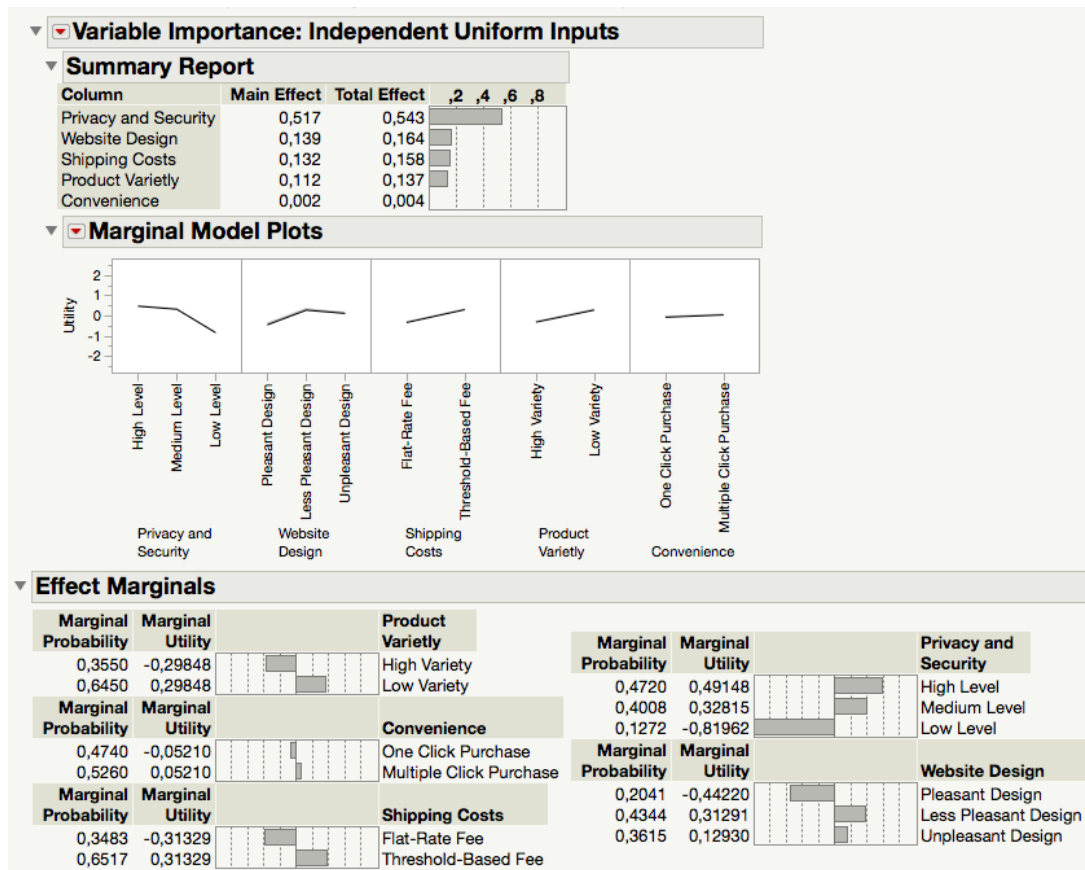 Variable Importance: Independent Uniform Inputs
Summary Report
Column Main Effect Total Effect ,2 ,4 ,6 ,8
Privacy and Security 0,517 0,543
Website Design 0,139 0,164
Shipping Costs 0,132 0,158
Product Varietly 0,112 0,137
Convenience 0,002 0,004
Marginal Model Plots
Utility
2
1
0
-1
-2
High Level
Medium Level
Low Level
Pleasant Design
Less Pleasant Design
Unpleasant Design
Flat-Rate Fee
Threshold-Based Fee
High Variety
Low Variety
One Click Purchase
Multiple Click Purchase
Privacy and Security
Website Design
Shipping Costs
Product Varietly
Convenience
Effect Marginals
Marginal Marginal Product
Probability Utility Varietly
0,3550 -0,29848 High Variety
0,6450 0,29848 Low Variety
Marginal Marginal
Probability Utility Convenience
0,4740 -0,05210 One Click Purchase
0,5260 0,05210 Multiple Click Purchase
Marginal Marginal
Probability Utility Shipping Costs
0,3483 -0,31329 Flat-Rate Fee
0,6517 0,31329 Threshold-Based Fee
Marginal Marginal Privacy and
Probability Utility Security
0,4720 0,49148 High Level
0,4008 0,32815 Medium Level
0,1272 -0,81962 Low Level
Marginal Marginal
Probability Utility Website Design
0,2041 -0,44220 Pleasant Design
0,4344 0,31291 Less Pleasant Design
0,3615 0,12930 Unpleasant Design